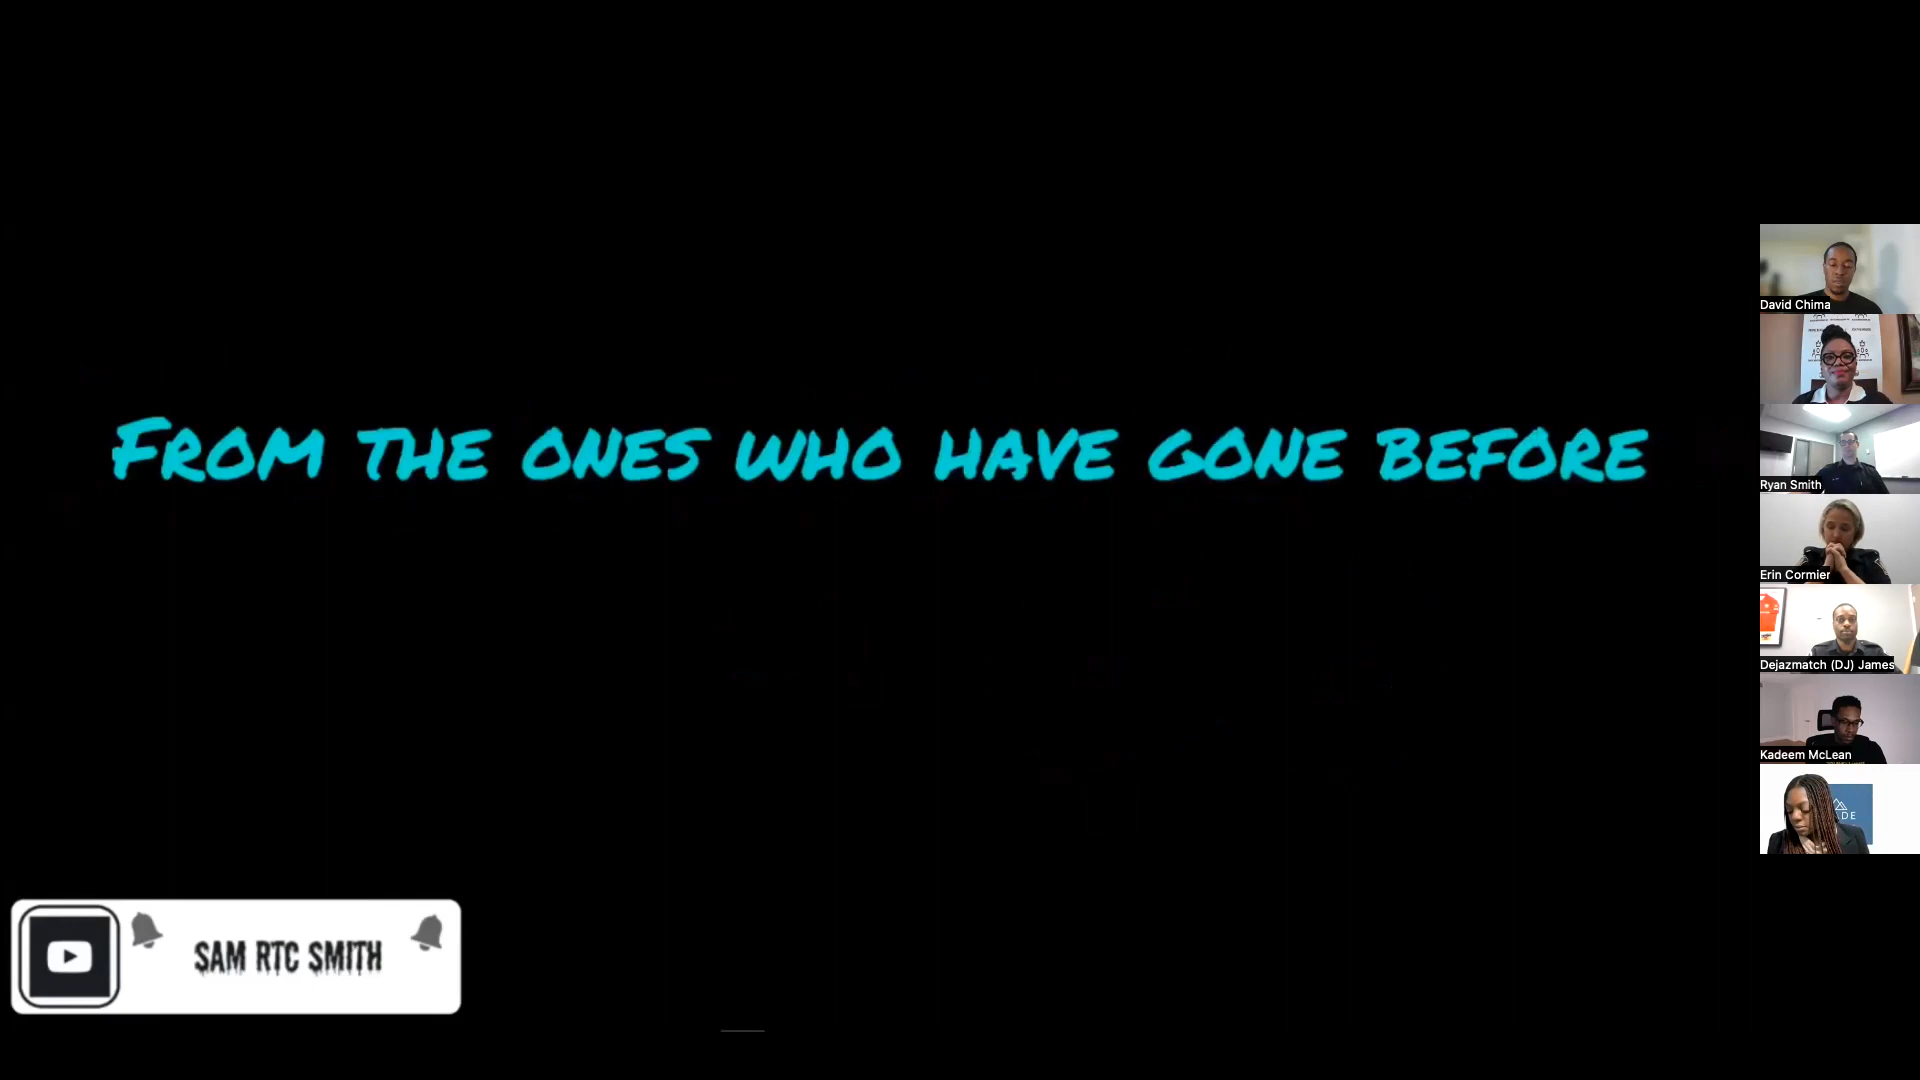 FROM THE ONES WHO HAVE GONE BEFORE
David Chima
Ryan Smith
Erin Cormier
Dejazmatch (DJ) James
Kadeem McLean
DE
SAM RTC SMITH